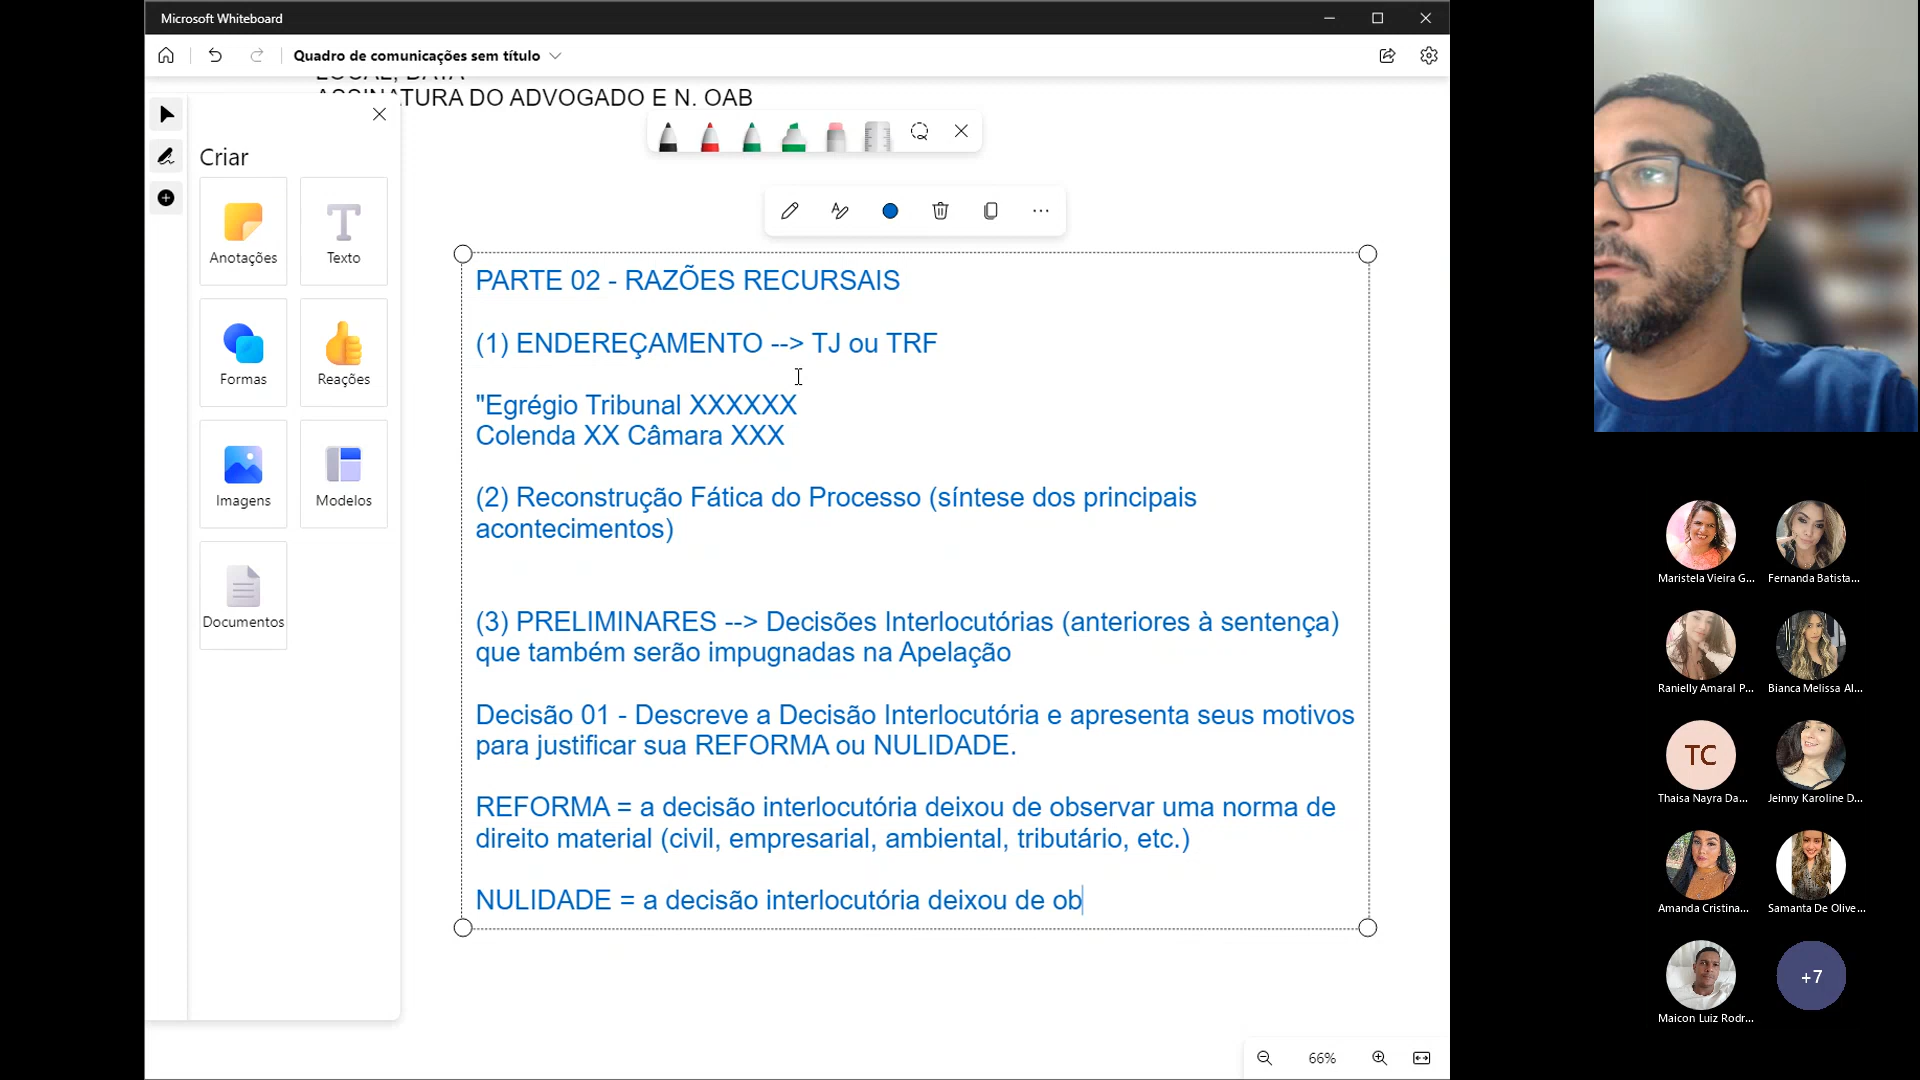 Microsoft Whiteboard
Quadro de comunicações sem título
ASSINATURA DO ADVOGADO E N. OAB
Criar
Anotações
Texto
Formas
Reações
Imagens
Modelos
Documentos
PARTE 02 - RAZÕES RECURSAIS
(1) ENDEREÇAMENTO --> TJ ou TRF
"Egrégio Tribunal XXXXXX
Colenda XX Câmara XXX
(2) Reconstrução Fática do Processo (síntese dos principais
acontecimentos)
(3) PRELIMINARES --> Decisões Interlocutórias (anteriores à sentença)
que também serão impugnadas na Apelação
Decisão 01 - Descreve a Decisão Interlocutória e apresenta seus motivos
para justificar sua REFORMA ou NULIDADE.
REFORMA = a decisão interlocutória deixou de observar uma norma de
direito material (civil, empresarial, ambiental, tributário, etc.)
NULIDADE = a decisão interlocutória deixou de ob
66%
Maristela Vieira G...
Fernanda Batista...
Ranielly Amaral P...
Bianca Melissa Al...
TC
Thaisa Nayra Da...
Jeinny Karoline D...
Amanda Cristina...
Samanta De Olive...
Maicon Luiz Rodr...
+7